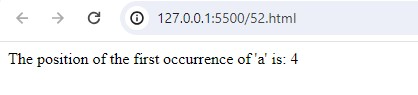 127.0.0.1:5500/52.html
The position of the first occurrence of 'a' is: 4